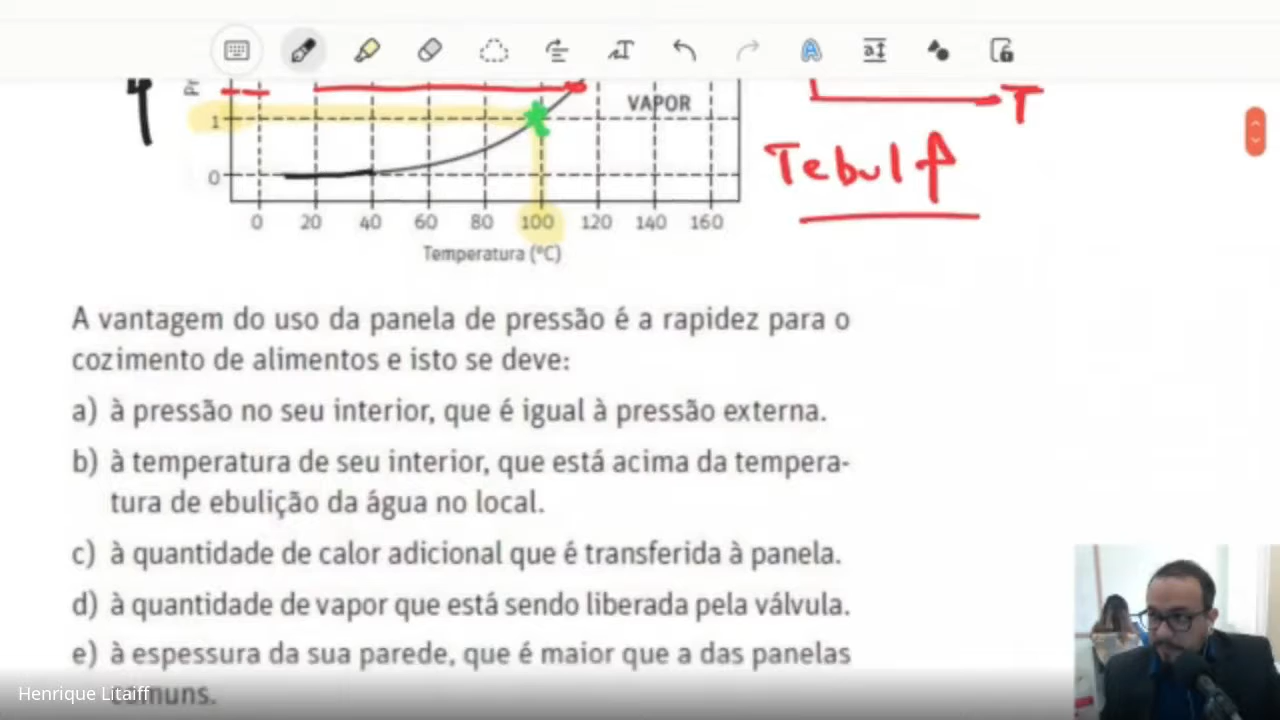 Pr
VAPOR
T
1
Tebul
0
0 20 40 60 80 100 120 140 160
Temperatura (°C)
A vantagem do uso da panela de pressão é a rapidez para o
cozimento de alimentos e isto se deve:
a) à pressão no seu interior, que é igual à pressão externa.
b) à temperatura de seu interior, que está acima da tempera-
tura de ebulição da água no local.
c) à quantidade de calor adicional que é transferida à panela.
d) à quantidade de vapor que está sendo liberada pela válvula.
e) à espessura da sua parede, que é maior que a das panelas
comuns.
Henrique Litaiff